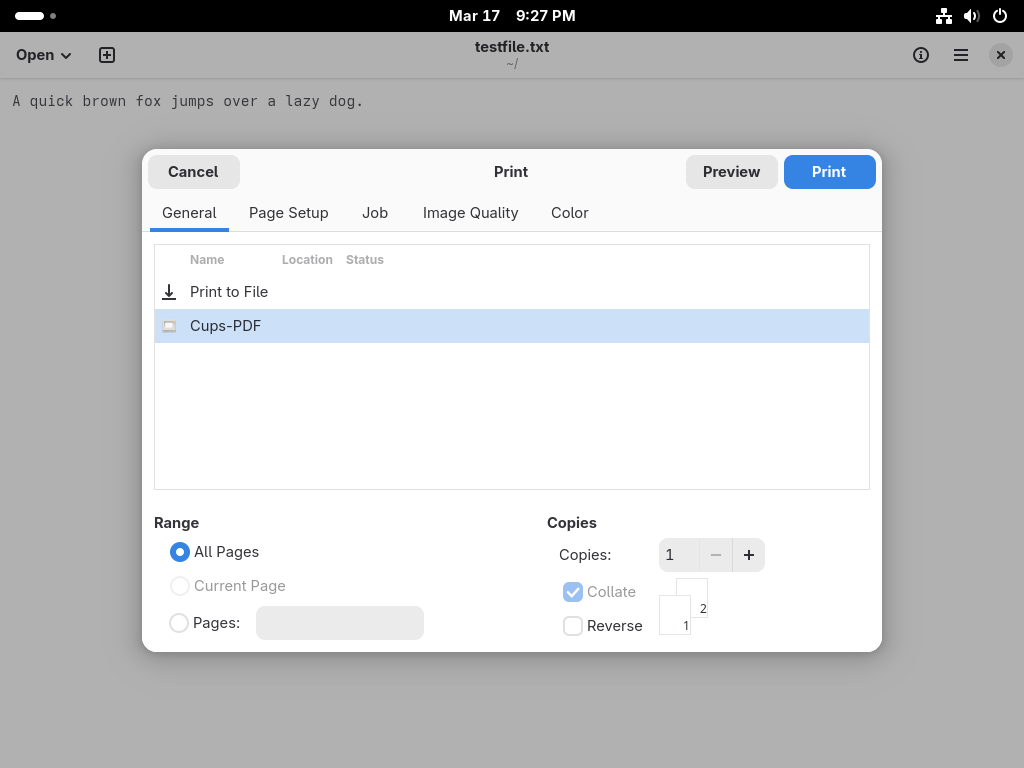 Mar 17 9:27 PM
Open
testfile.txt
~/
A quick brown fox jumps over a lazy dog.
Cancel
Print
Preview
Print
General Page Setup Job Image Quality Color
Name Location Status
Print to File
Cups-PDF
Range
All Pages
Current Page
Pages:
Copies
Copies: 1
Collate
Reverse
2
1